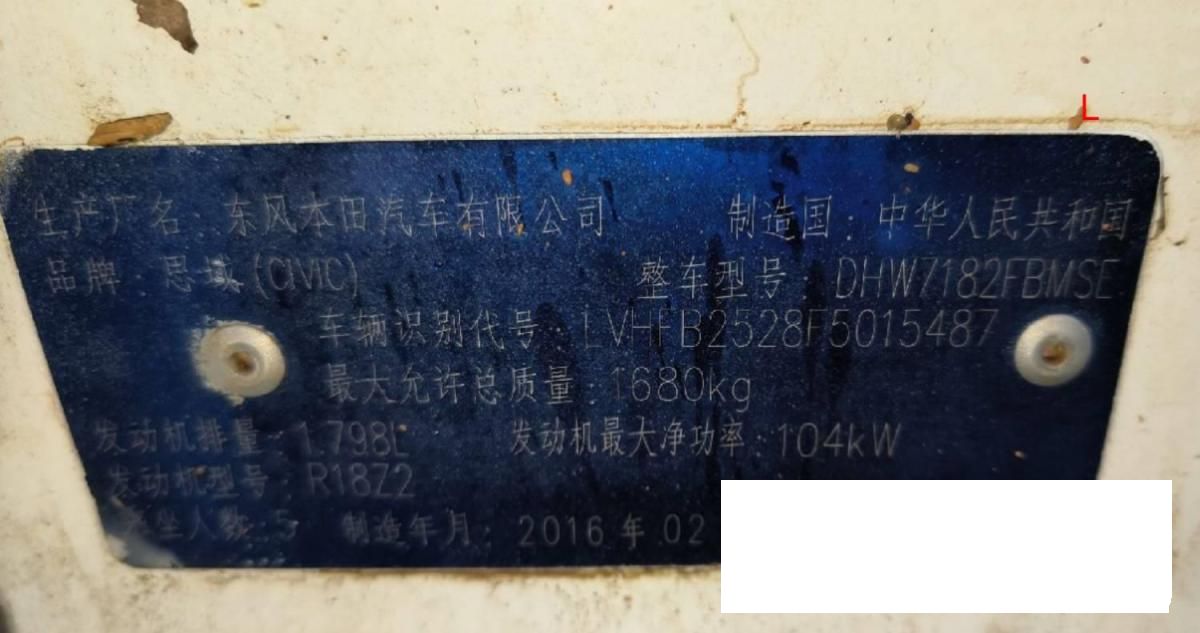 L
生产厂名：东风本田汽车有限公司 制造国：中华人民共和国
品牌：思域(CIVIC) 整车型号：DHW7182FBMSE
车辆识别代号：LVHFB2528F5015487
最大允许总质量：1680kg
发动机排量：1.798L 发动机最大净功率：104kW
发动机型号：R18Z2
乘坐人数：5 制造年月：2016年02